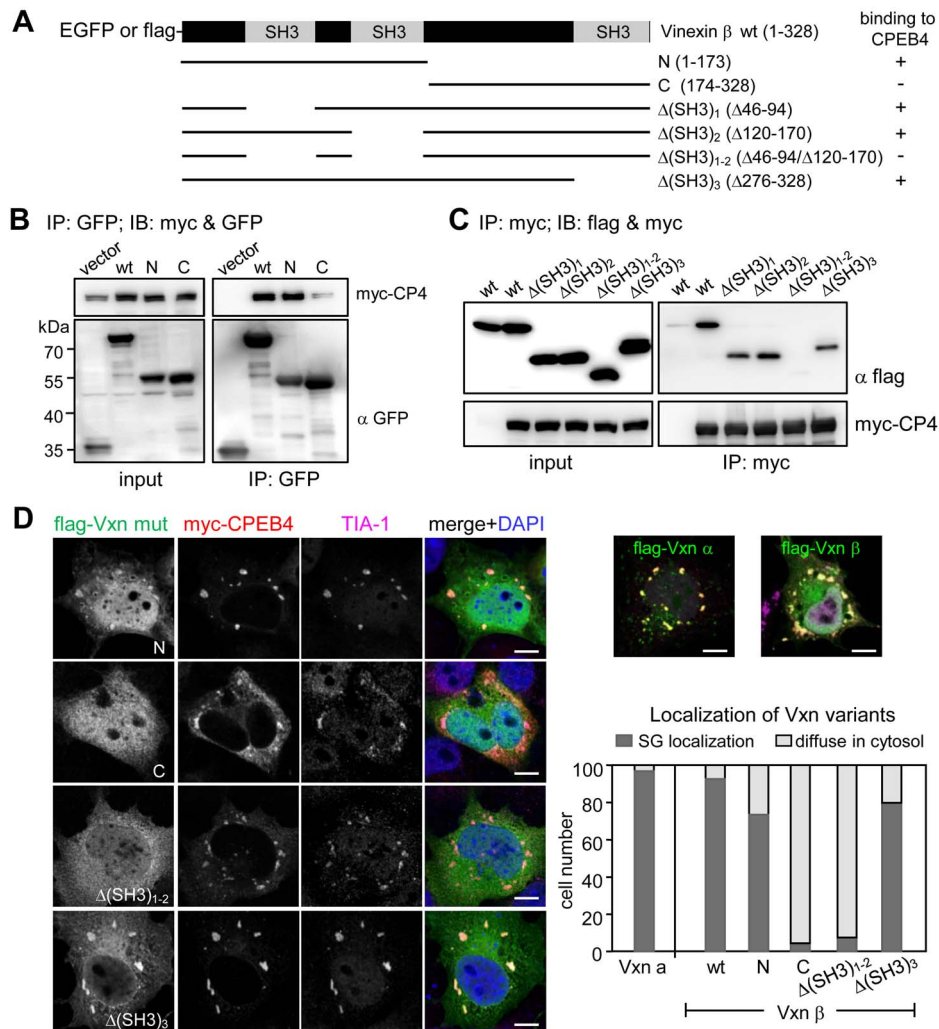 A
EGFP or flag- SH3 SH3 SH3 Vinexin β wt (1-328)
binding to CPEB4
N (1-173) +
C (174-328) -
Δ(SH3)1 (Δ46-94) +
Δ(SH3)2 (Δ120-170) +
Δ(SH3)1-2 (Δ46-94/Δ120-170) -
Δ(SH3)3 (Δ276-328) +
B IP: GFP; IB: myc & GFP
vector wt N C vector wt N C
myc-CP4
kDa
70
55
40
35
α GFP
input IP: GFP
C IP: myc; IB: flag & myc
wt wt Δ(SH3)1 Δ(SH3)2 Δ(SH3)1-2 Δ(SH3)3 wt wt Δ(SH3)1 Δ(SH3)2 Δ(SH3)1-2 Δ(SH3)3
α flag
myc-CP4
input IP: myc
D
flag-Vxn mut myc-CPEB4 TIA-1 merge+DAPI
N
C
Δ(SH3)1-2
Δ(SH3)3
flag-Vxn α flag-Vxn β
Localization of Vxn variants
SG localization diffuse in cytosol
cell number
100
80
60
40
20
0
Vxn a wt N C Δ(SH3)1-2 Δ(SH3)3
Vxn β